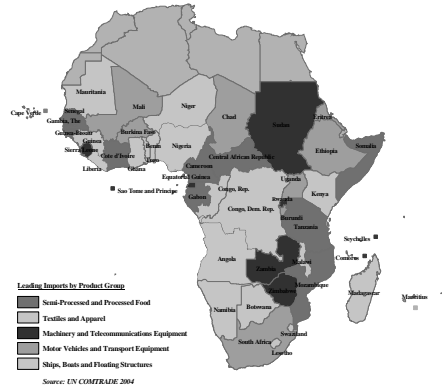 Mauritania
Mali
Niger
Cape Verde
Senegal
Chad
Eritrea
Gambia, The
Sudan
Guinea-Bissau
Burkina Faso
Guinea
Benin
Nigeria
Ethiopia
Somalia
Sierra Leone
Cote d'Ivoire
Togo
Central African Republic
Liberia
Ghana
Cameroon
Equatorial Guinea
Uganda
Sao Tome and Principe
Gabon
Congo, Rep.
Kenya
Rwanda
Congo, Dem. Rep.
Burundi
Tanzania
Seychelles
Angola
Comoros
Malawi
Zambia
Mozambique
Madagascar
Mauritius
Zimbabwe
Namibia
Botswana
Swaziland
South Africa
Lesotho
Leading Imports by Product Group
Semi-Processed and Processed Food
Textiles and Apparel
Machinery and Telecommunications Equipment
Motor Vehicles and Transport Equipment
Ships, Boats and Floating Structures
Source: UN COMTRADE 2004